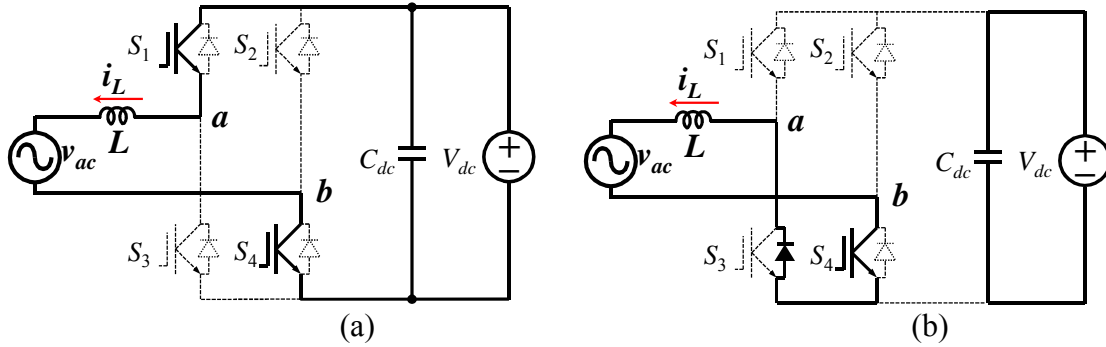 S1
S2
iL
a
L
vac
Cdc
Vdc
b
S3
S4
(a)
S1
S2
iL
a
L
vac
Cdc
Vdc
b
S3
S4
(b)